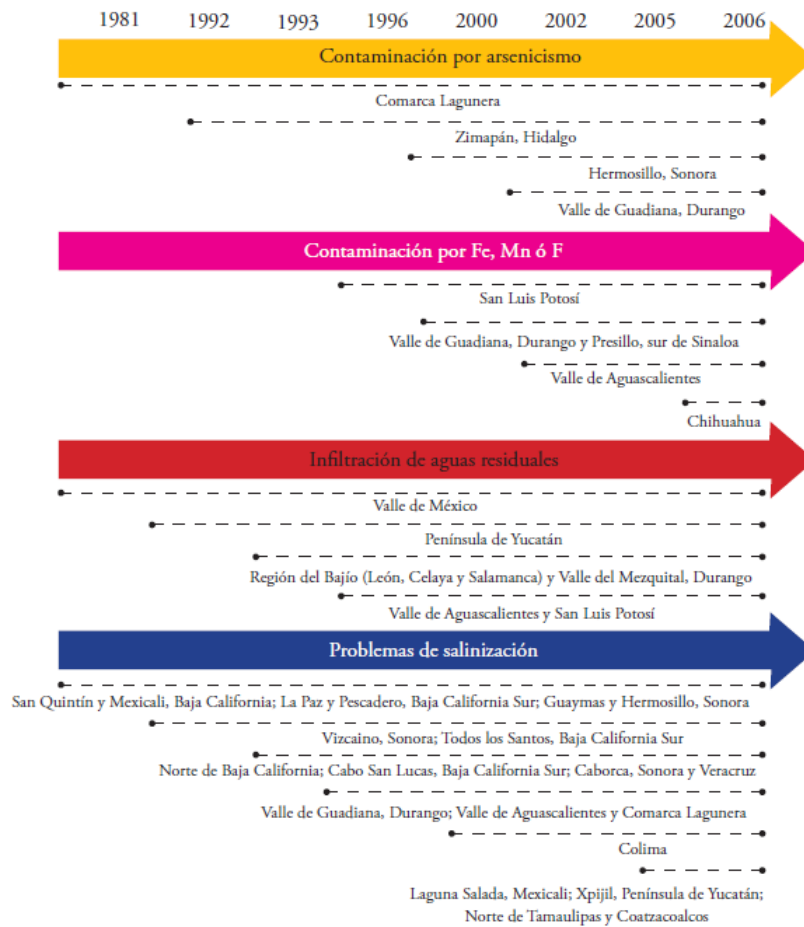 1981 1992 1993 1996 2000 2002 2005 2006
Contaminación por arsenicismo
Comarca Lagunera
Zimapán, Hidalgo
Hermosillo, Sonora
Valle de Guadiana, Durango
Contaminación por Fe, Mn ó F
San Luis Potosí
Valle de Guadiana, Durango y Presillo, sur de Sinaloa
Valle de Aguascalientes
Chihuahua
Infiltración de aguas residuales
Valle de México
Península de Yucatán
Región del Bajío (León, Celaya y Salamanca) y Valle del Mezquital, Durango
Valle de Aguascalientes y San Luis Potosí
Problemas de salinización
San Quintín y Mexicali, Baja California; La Paz y Pescadero, Baja California Sur; Guaymas y Hermosillo, Sonora
Vizcaino, Sonora; Todos los Santos, Baja California Sur
Norte de Baja California; Cabo San Lucas, Baja California Sur; Caborca, Sonora y Veracruz
Valle de Guadiana, Durango; Valle de Aguascalientes y Comarca Lagunera
Colima
Laguna Salada, Mexicali; Xpijil, Península de Yucatán;
Norte de Tamaulipas y Coatzacoalcos